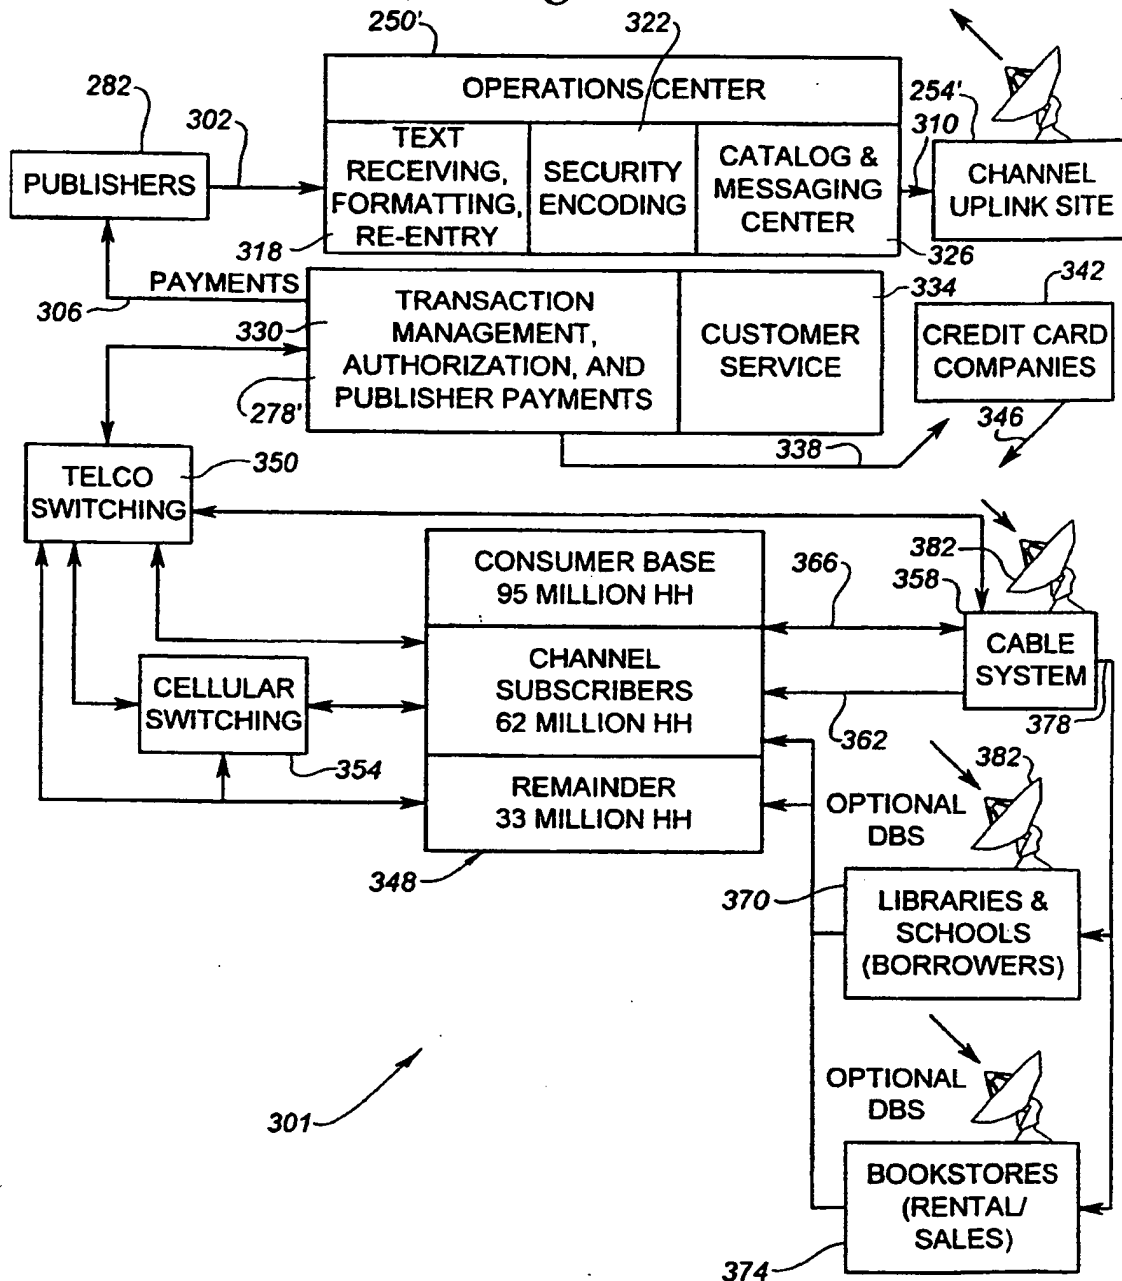 250'
322
282
302
OPERATIONS CENTER
254'
310
PUBLISHERS
TEXT
RECEIVING,
FORMATTING,
RE-ENTRY
318
SECURITY
ENCODING
CATALOG &
MESSAGING
CENTER
326
CHANNEL
UPLINK SITE
PAYMENTS
306
330
TRANSACTION
MANAGEMENT,
AUTHORIZATION, AND
PUBLISHER PAYMENTS
278'
334
CUSTOMER
SERVICE
342
CREDIT CARD
COMPANIES
346
338
TELCO
SWITCHING
350
CONSUMER BASE
95 MILLION HH
366
382
358
CHANNEL
SUBSCRIBERS
62 MILLION HH
CABLE
SYSTEM
CELLULAR
SWITCHING
354
362
378
REMAINDER
33 MILLION HH
348
382
OPTIONAL
DBS
370
LIBRARIES &
SCHOOLS
(BORROWERS)
301
OPTIONAL
DBS
BOOKSTORES
(RENTAL/
SALES)
374